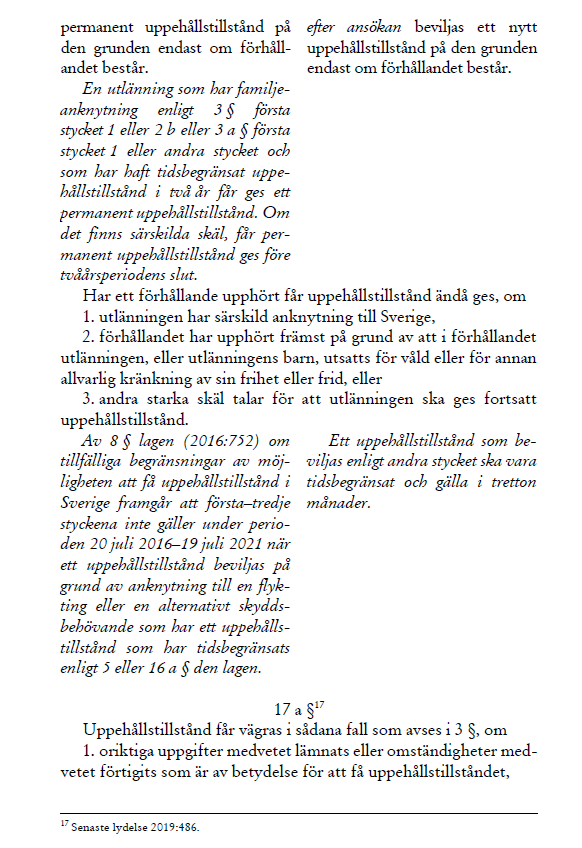 permanent uppehållstillstånd på
den grunden endast om förhåll-
andet består.
En utlänning som har familje-
anknytning enligt 3 § första
stycket 1 eller 2 b eller 3 a § första
stycket 1 eller andra stycket och
som har haft tidsbegränsat uppe-
hållstillstånd i två år får ges ett
permanent uppehållstillstånd. Om
det finns särskilda skäl, får per-
manent uppehållstillstånd ges före
tvåårsperiodens slut.
efter ansökan beviljas ett nytt
uppehållstillstånd på den grunden
endast om förhållandet består.
Har ett förhållande upphört får uppehållstillstånd ändå ges, om
1. utlänningen har särskild anknytning till Sverige,
2. förhållandet har upphört främst på grund av att i förhållandet
utlänningen, eller utlänningens barn, utsatts för våld eller för annan
allvarlig kränkning av sin frihet eller frid, eller
3. andra starka skäl talar för att utlänningen ska ges fortsatt
uppehållstillstånd.
Av 8 § lagen (2016:752) om
tillfälliga begränsningar av möj-
ligheten att få uppehållstillstånd i
Sverige framgår att första–tredje
styckena inte gäller under perio-
den 20 juli 2016–19 juli 2021 när
ett uppehållstillstånd beviljas på
grund av anknytning till en flyk-
ting eller en alternativt skydds-
behövande som har ett uppehålls-
tillstånd som har tidsbegränsats
enligt 5 eller 16 a § den lagen.
Ett uppehållstillstånd som be-
viljas enligt andra stycket ska vara
tidsbegränsat och gälla i tretton
månader.
17 a §17
Uppehållstillstånd får vägras i sådana fall som avses i 3 §, om
1. oriktiga uppgifter medvetet lämnats eller omständigheter med-
vetet förtigits som är av betydelse för att få uppehållstillståndet,
17 Senaste lydelse 2019:486.